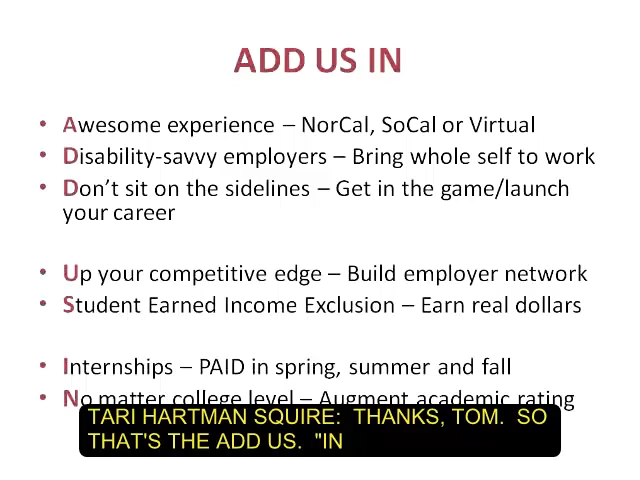 ADD US IN
• Awesome experience – NorCal, SoCal or Virtual
• Disability-savvy employers – Bring whole self to work
• Don't sit on the sidelines – Get in the game/launch
your career
• Up your competitive edge – Build employer network
• Student Earned Income Exclusion – Earn real dollars
• Internships – PAID in spring, summer and fall
• No matter college level – Augment academic rating
TARI HARTMAN SQUIRE: THANKS, TOM. SO
THAT'S THE ADD US. "IN